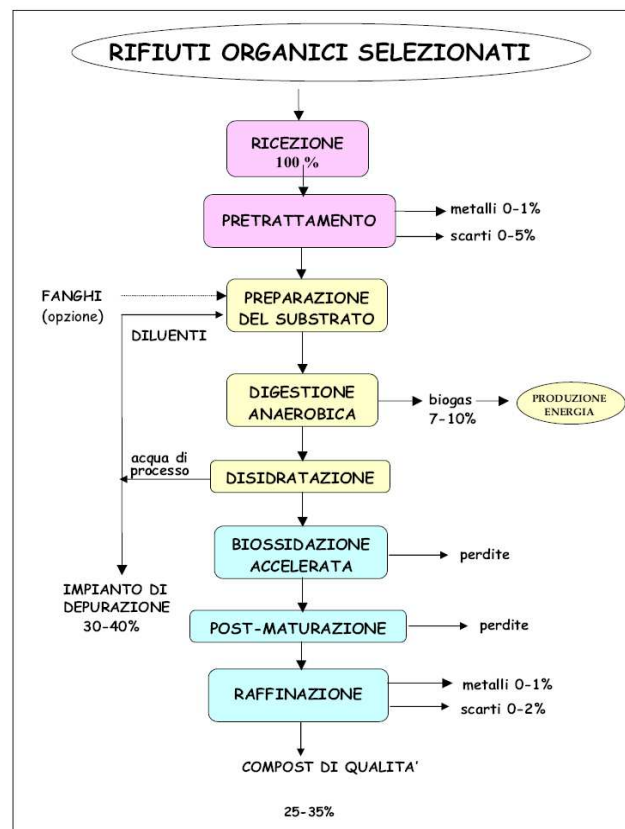 RIFIUTI ORGANICI SELEZIONATI
RICEZIONE
100 %
PRETRATTAMENTO
metalli 0-1%
scarti 0-5%
FANGHI
(opzione)
PREPARAZIONE
DEL SUBSTRATO
DILUENTI
DIGESTIONE
ANAEROBICA
biogas
7-10%
PRODUZIONE
ENERGIA
acqua di
processo
DISIDRATAZIONE
BIOSSIDAZIONE
ACCELERATA
perdite
IMPIANTO DI
DEPURAZIONE
30-40%
POST-MATURAZIONE
perdite
RAFFINAZIONE
metalli 0-1%
scarti 0-2%
COMPOST DI QUALITA'
25-35%